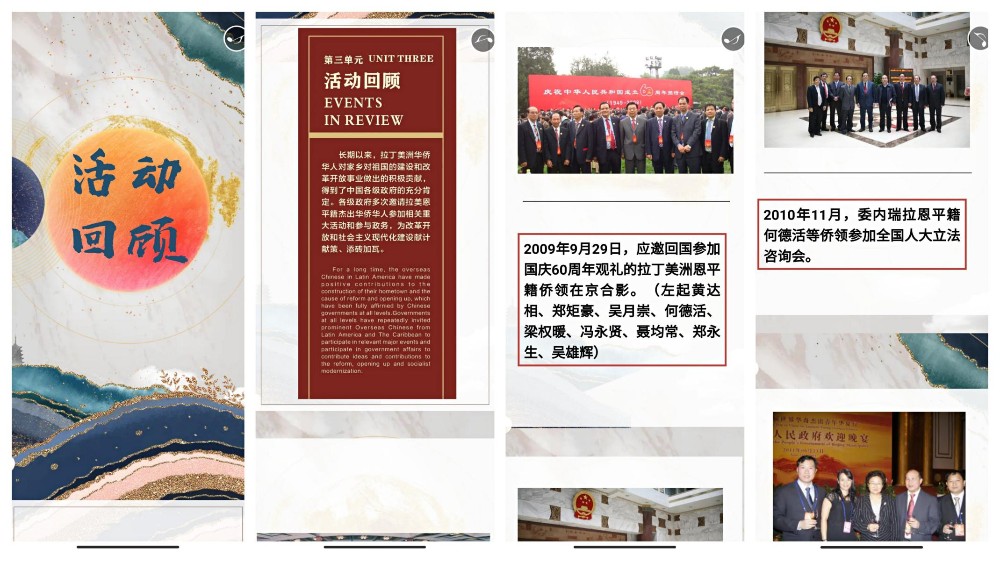 活动
回顾
第三单元 UNIT THREE
活动回顾
EVENTS
IN REVIEW
长期以来，拉丁美洲华侨
华人对家乡对祖国的建设和改
革开放事业做出的积极贡献，
得到了中国各级政府的充分肯
定。各级政府多次邀请拉美恩
平籍杰出华侨华人参加相关重
大活动和参与政务，为改革开
放和社会主义现代化建设献计
献策、添砖加瓦。
For a long time, the overseas
Chinese in Latin America have made
positive contributions to the
construction of their hometown and the
cause of reform and opening up, which
have been fully affirmed by Chinese
governments at all levels.Governments
at all levels have repeatedly invited
prominent Overseas Chinese from
Latin America and The Caribbean to
participate in relevant major events and
participate in government affairs to
contribute ideas and contributions to
the reform, opening up and socialist
modernization.
庆祝中华人民共和国成立60周年招待会
(1949-2009)
2009年9月29日，应邀回国参加
国庆60周年观礼的拉丁美洲恩平
籍侨领在京合影。（左起黄达
相、郑矩豪、吴月崇、何德活、
梁权暖、冯永贤、聂均常、郑永
生、吴雄辉）
2010年11月，委内瑞拉恩平籍
何德活等侨领参加全国人大立法
咨询会。
届世界华商杰出青年华夏行
人民政府欢迎晚宴
the People's Government of Beijing Municipality
2011年06月23日